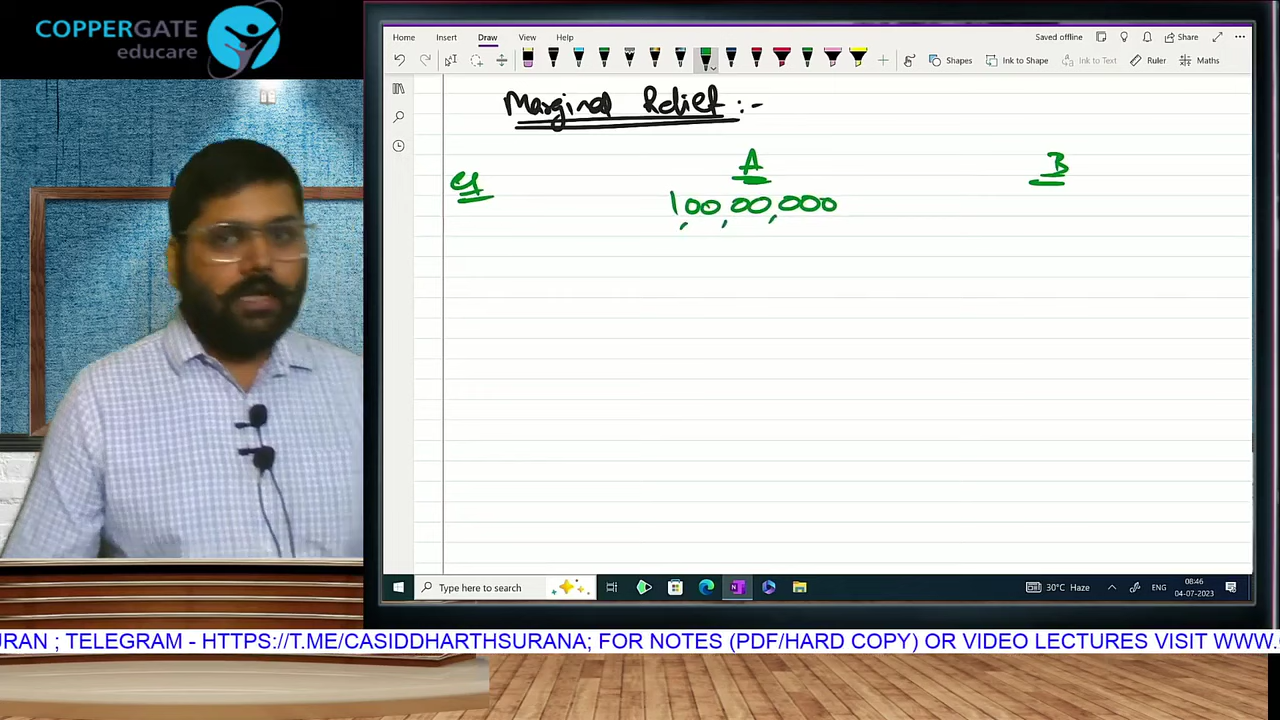 COPPERGATE
educare
Home Insert Draw View Help
Saved offline Share
Shapes Ink to Shape Ink to Text Ruler Maths
Marginal Relief :-
eg
A B
1,00,00,000
Type here to search
30°C Haze ENG 08:46 04-07-2023
URAN ; TELEGRAM - HTTPS://T.ME/CASIDDHARTHSURANA; FOR NOTES (PDF/HARD COPY) OR VIDEO LECTURES VISIT WWW.